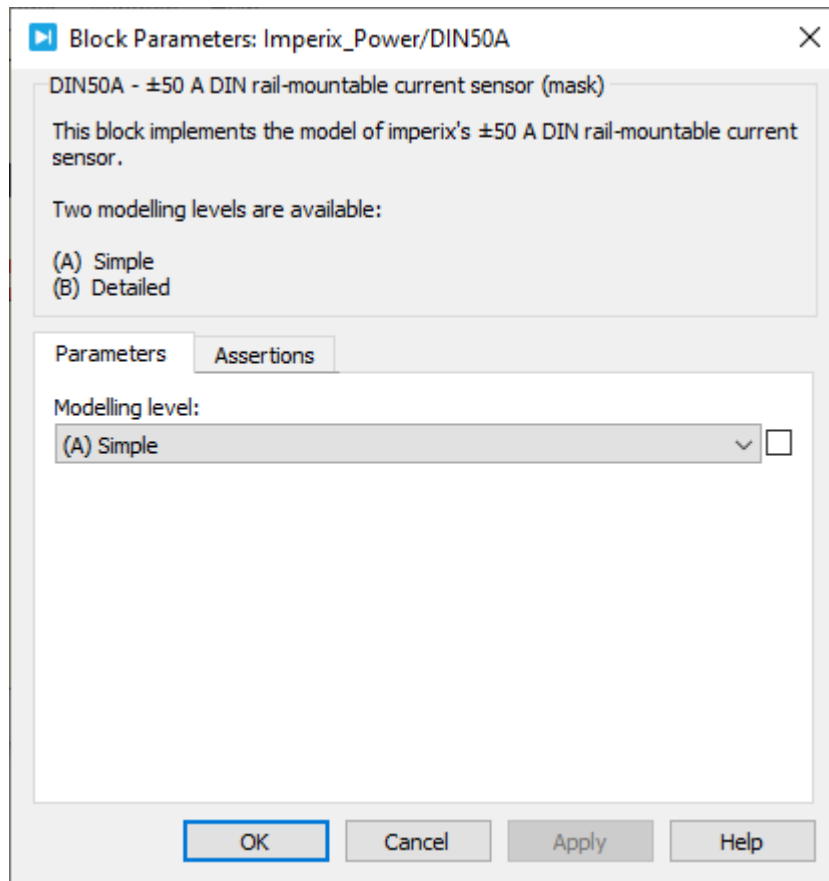 Block Parameters: Imperix_Power/DIN50A
DIN50A - ±50 A DIN rail-mountable current sensor (mask)
This block implements the model of imperix's ±50 A DIN rail-mountable current
sensor.
Two modelling levels are available:
(A) Simple
(B) Detailed
Parameters
Assertions
Modelling level:
(A) Simple
OK
Cancel
Apply
Help